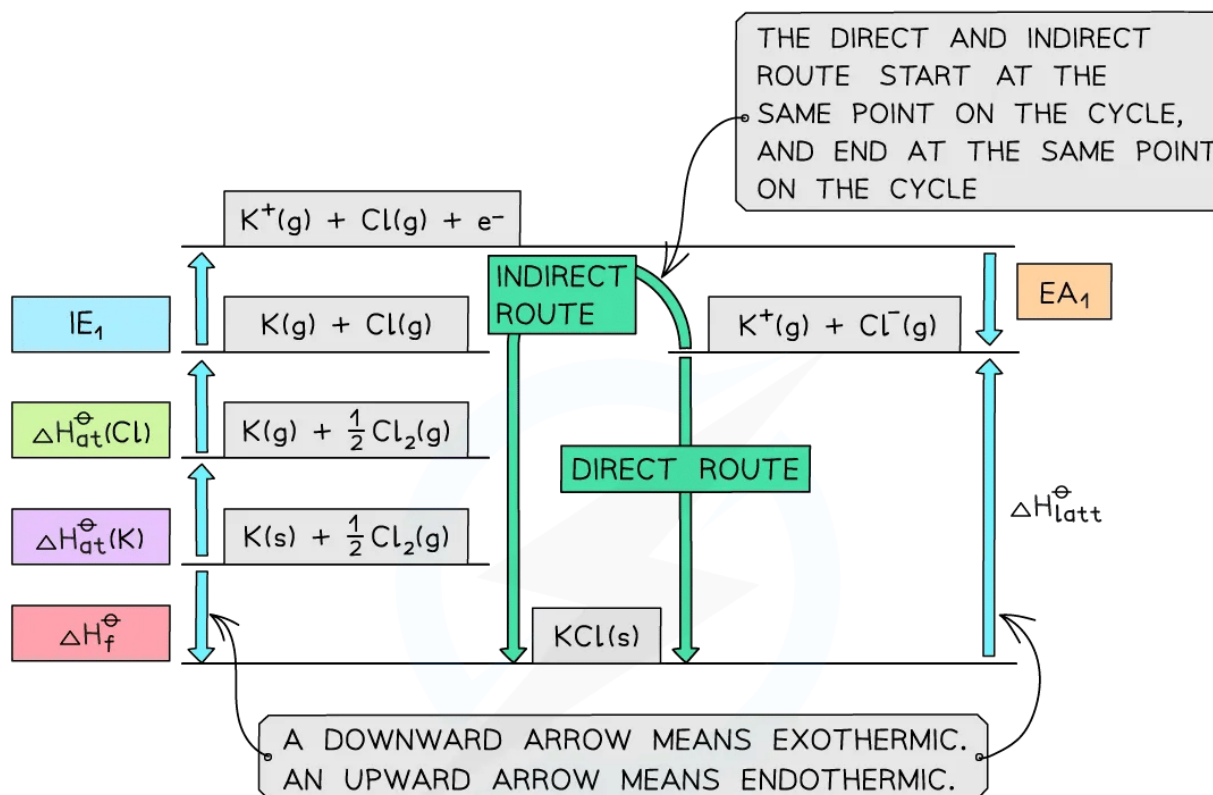 THE DIRECT AND INDIRECT
ROUTE START AT THE
SAME POINT ON THE CYCLE,
AND END AT THE SAME POINT
ON THE CYCLE
K⁺(g) + Cl(g) + e⁻
INDIRECT
ROUTE
EA₁
IE₁
K(g) + Cl(g)
K⁺(g) + Cl⁻(g)
△H⦵at(Cl)
K(g) + ½Cl₂(g)
DIRECT ROUTE
△H⦵latt
△H⦵at(K)
K(s) + ½Cl₂(g)
△H⦵f
KCl(s)
A DOWNWARD ARROW MEANS EXOTHERMIC.
AN UPWARD ARROW MEANS ENDOTHERMIC.